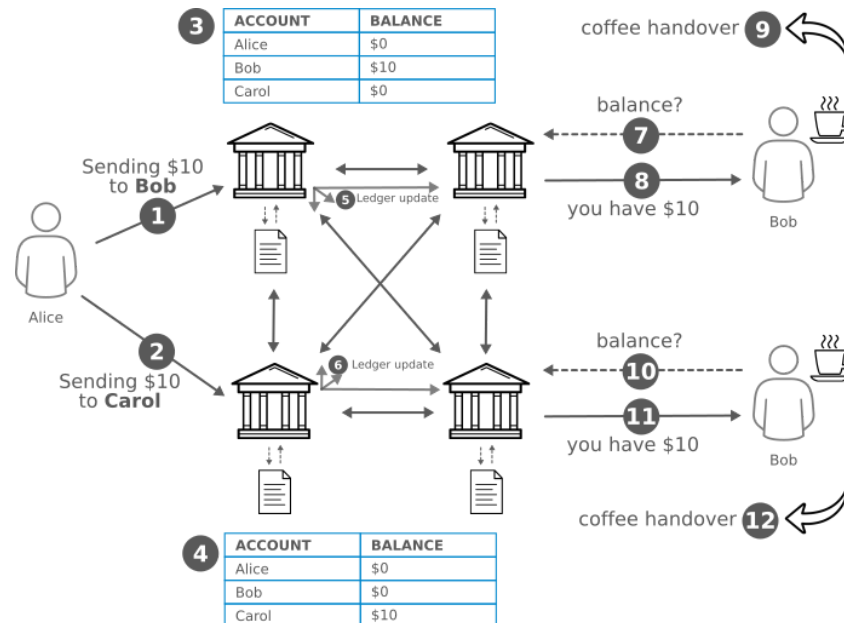 3
ACCOUNT BALANCE
Alice $0
Bob $10
Carol $0
coffee handover 9
balance?
7
8
you have $10
Bob
Sending $10
to Bob
1
5 Ledger update
Alice
2
Sending $10
to Carol
6 Ledger update
balance?
10
11
you have $10
Bob
coffee handover 12
4
ACCOUNT BALANCE
Alice $0
Bob $0
Carol $10